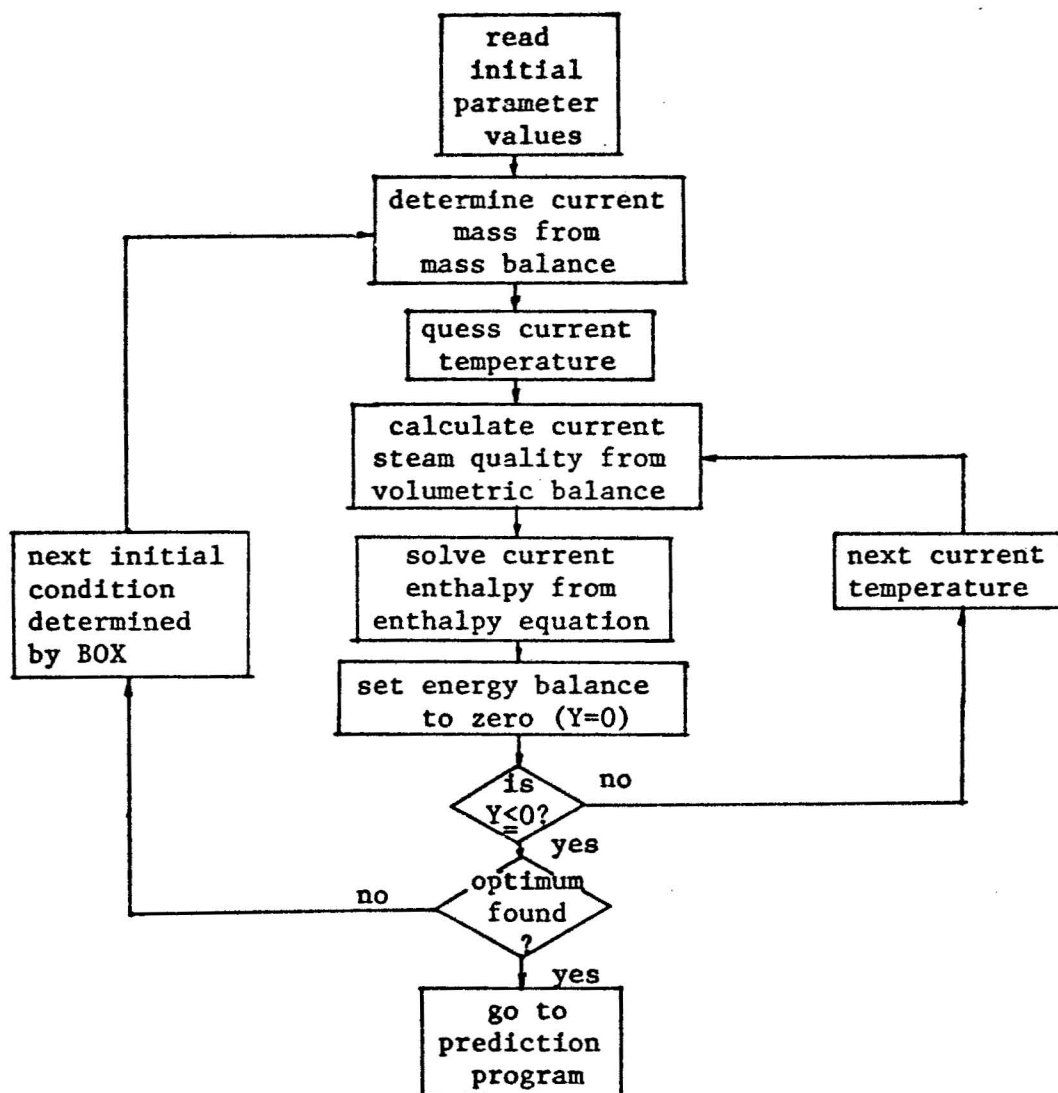 read
initial
parameter
values
determine current
mass from
mass balance
quess current
temperature
calculate current
steam quality from
volumetric balance
next initial
condition
determined
by BOX
solve current
enthalpy from
enthalpy equation
next current
temperature
set energy balance
to zero (Y=0)
is
Y≤0?
no
yes
optimum
found
?
no
yes
go to
prediction
program